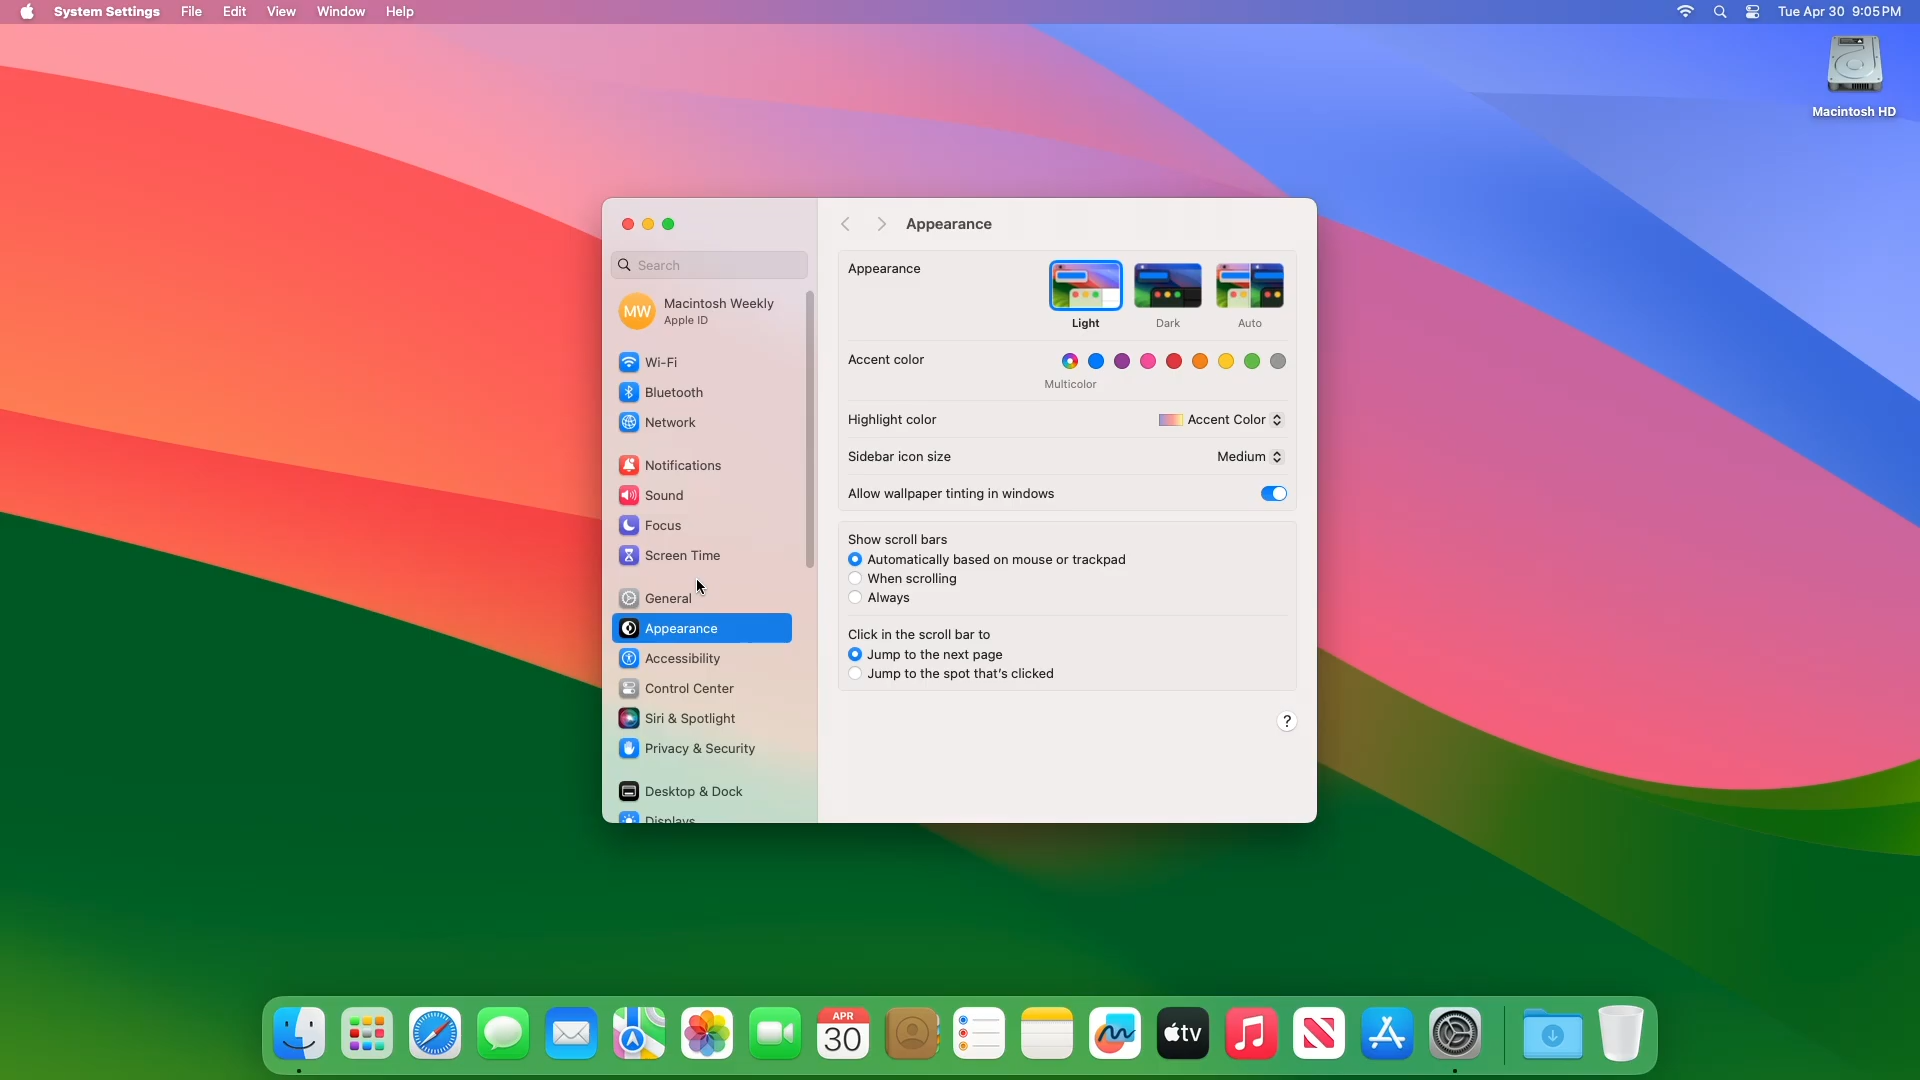 System Settings File Edit View Window Help Tue Apr 30 9:05 PM
Macintosh HD
Search
MW Macintosh Weekly
Apple ID
Wi-Fi
Bluetooth
Network
Notifications
Sound
Focus
Screen Time
General
Appearance
Accessibility
Control Center
Siri & Spotlight
Privacy & Security
Desktop & Dock
Displays
Appearance
Appearance
Light Dark Auto
Accent color
Multicolor
Highlight color Accent Color
Sidebar icon size Medium
Allow wallpaper tinting in windows
Show scroll bars
Automatically based on mouse or trackpad
When scrolling
Always
Click in the scroll bar to
Jump to the next page
Jump to the spot that's clicked
?
APR
30
tv